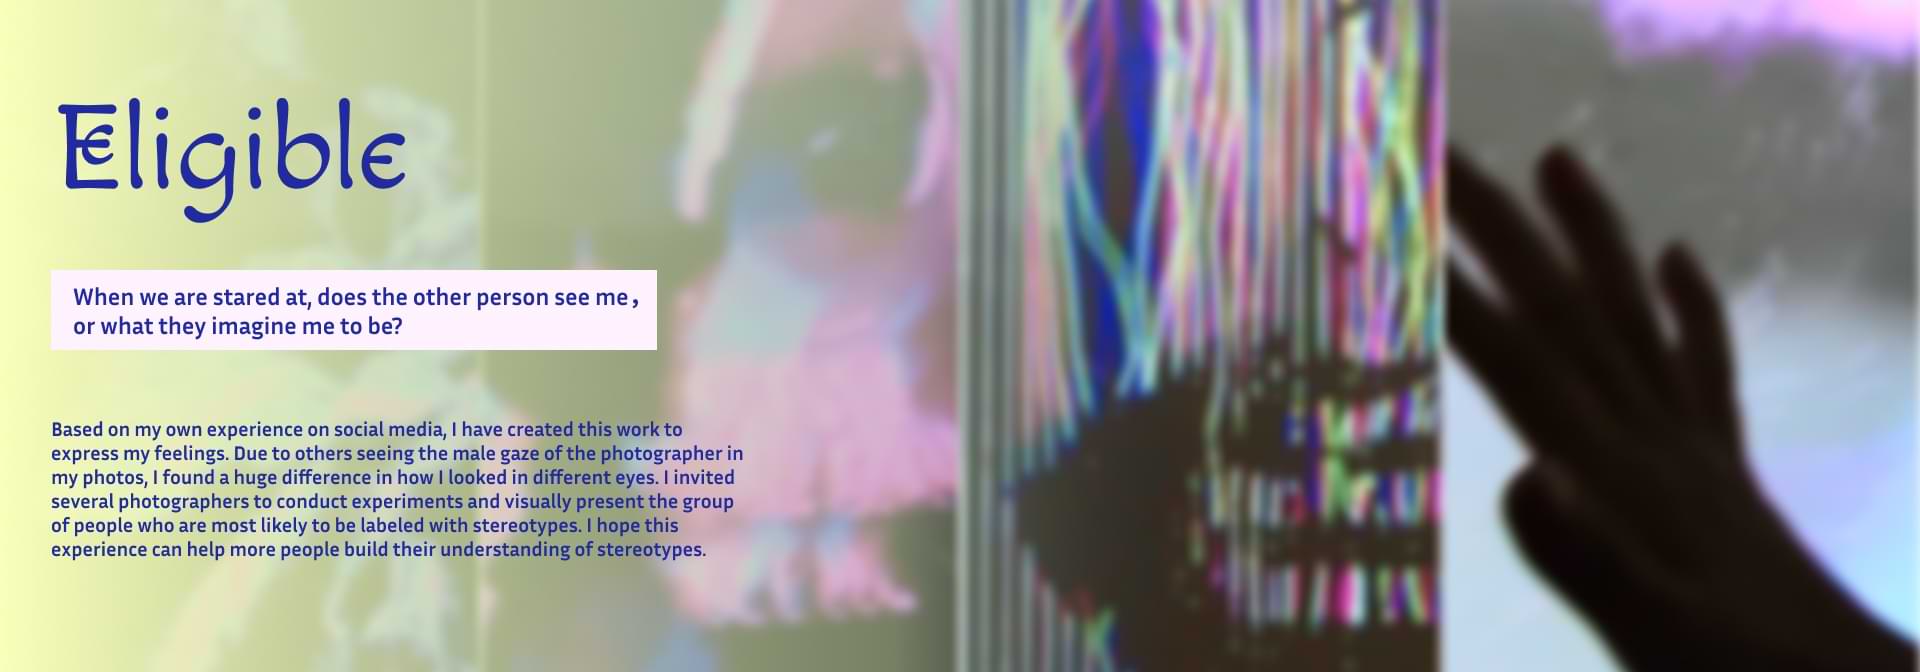 Eligible
When we are stared at, does the other person see me,
or what they imagine me to be?
Based on my own experience on social media, I have created this work to
express my feelings. Due to others seeing the male gaze of the photographer in
my photos, I found a huge difference in how I looked in different eyes. I invited
several photographers to conduct experiments and visually present the group
of people who are most likely to be labeled with stereotypes. I hope this
experience can help more people build their understanding of stereotypes.